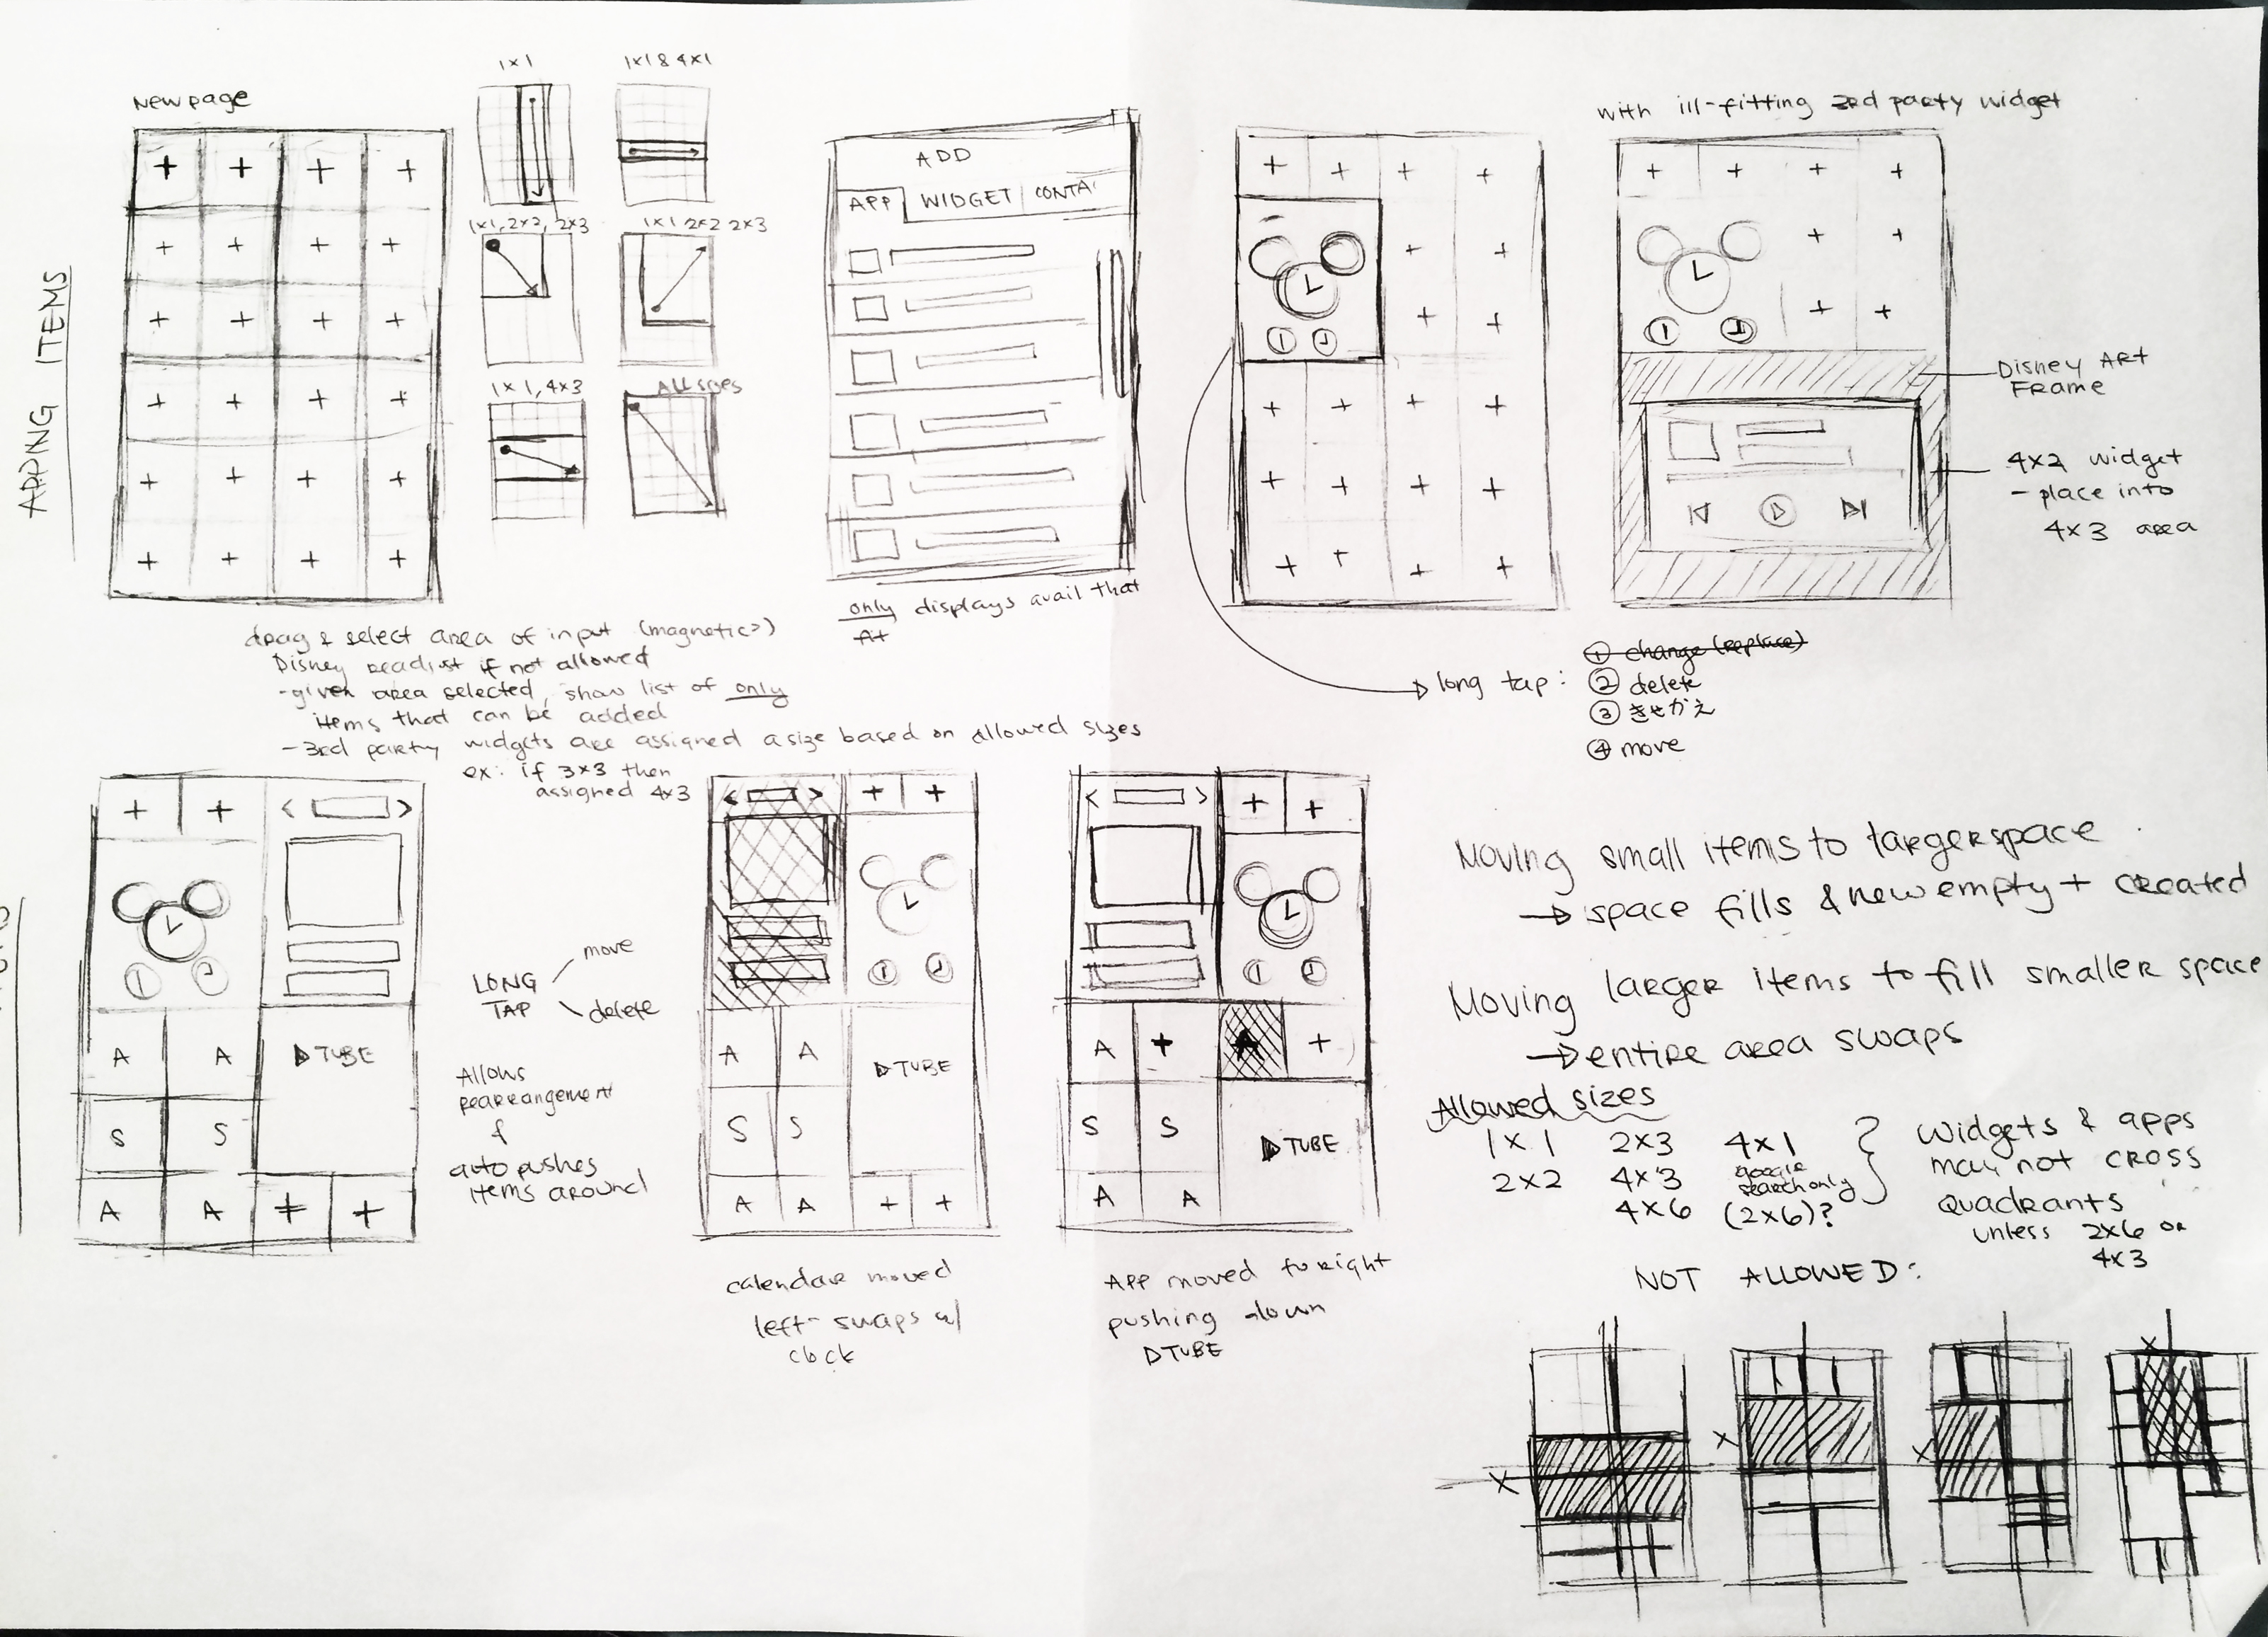 New page
1x1
1x1 & 4x1
1x1, 2x2, 2x3
1x1 2x2 2x3
1x1, 4x3
ALL sizes
ADD
APP WIDGET CONTA
only displays avail that
fit
with ill-fitting 3rd party widget
Disney ART
Frame
4x2 widget
- place into
4x3 area
ADDING ITEMS
drag & select area of input (magnetic?)
Disney readjust if not allowed
- given area selected, show list of only
items that can be added
- 3rd party widgets are assigned a size based on allowed sizes
ex: if 3x3 then
assigned 4x3
long tap:
① change (replace)
② delete
③ きせかえ
④ move
< >
A A
DTUBE
S S
A A
LONG
TAP
move
delete
Allows
rearrangement
&
auto pushes
items around
< >
A A
DTUBE
S S
A A
calendar moved
left - swaps w/
clock
< >
A A
S S
DTUBE
A A
App moved to right
pushing down
DTUBE
Moving small items to larger space
→ space fills & new empty + created
Moving larger items to fill smaller space
→ entire area swaps
Allowed sizes
1x1 2x3 4x1
2x2 4x3 google
search only
4x6 (2x6)?
Widgets & apps
may not cross
quadrants
unless 2x6 or
4x3
NOT ALLOWED:
x x x x